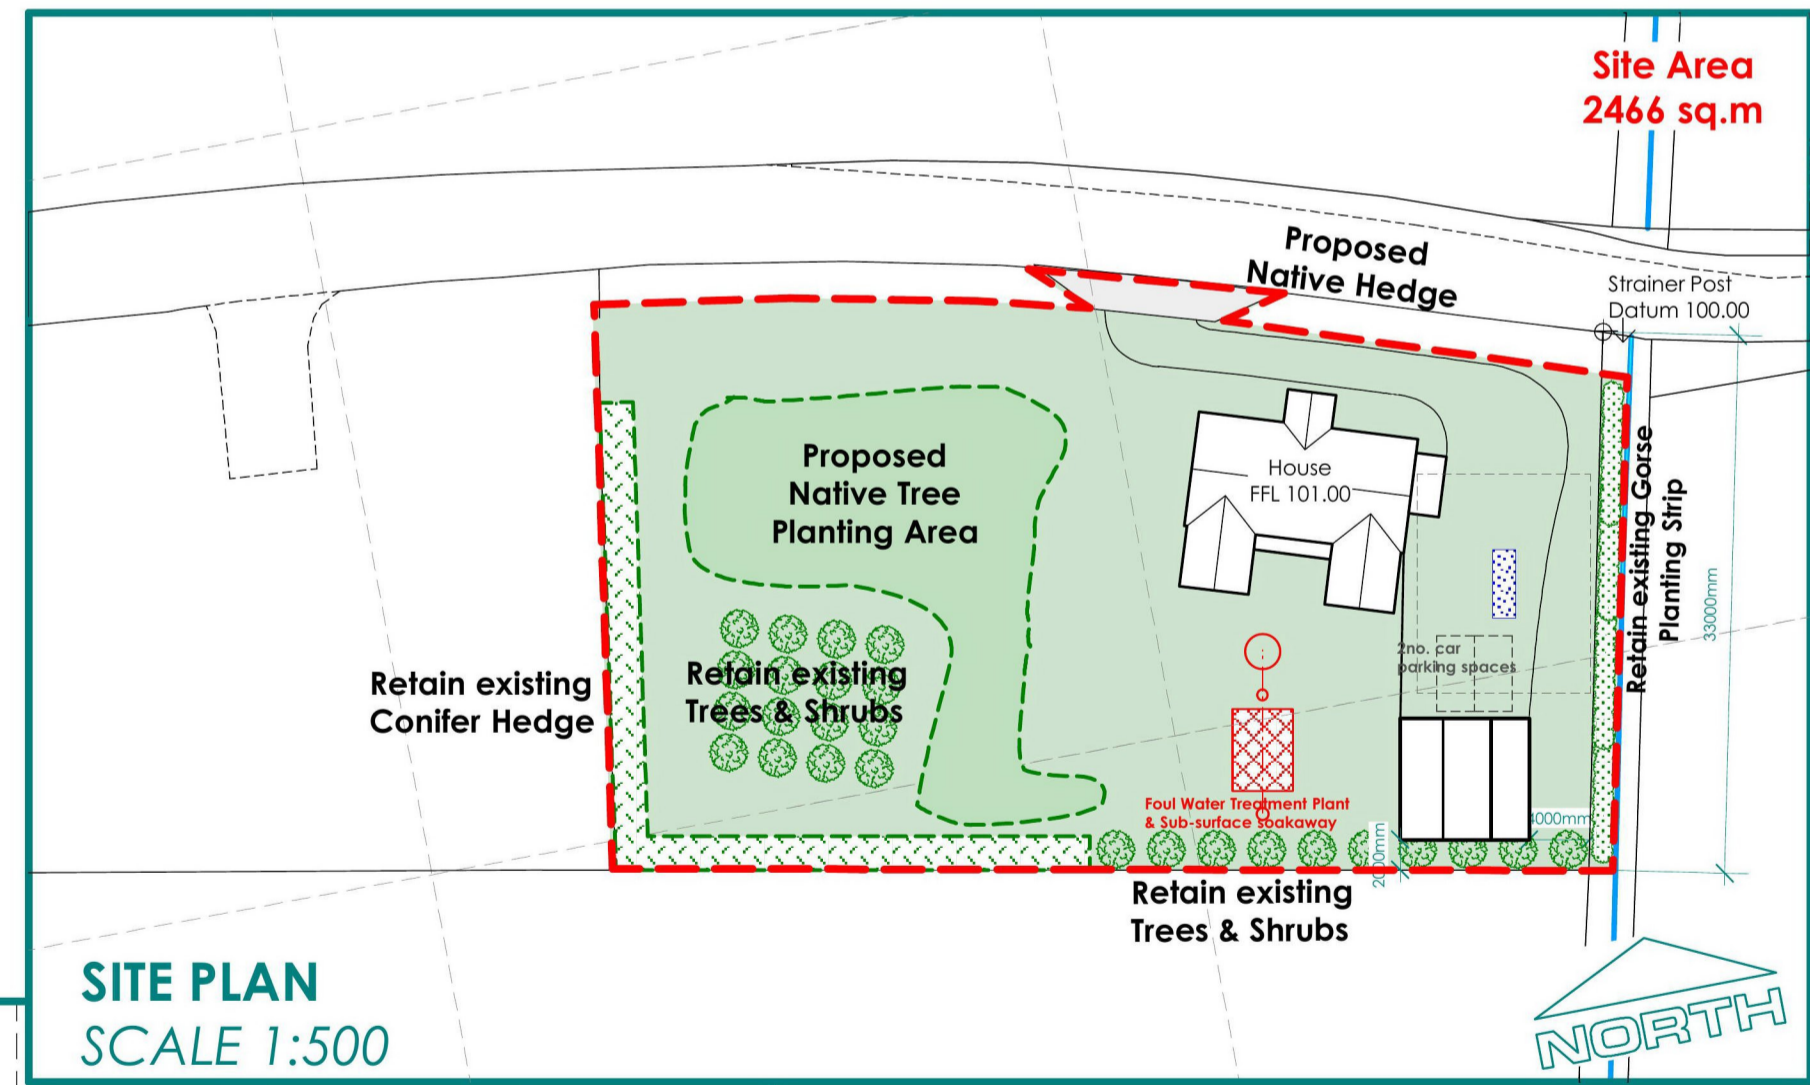 Site Area
2466 sq.m
Proposed
Native Hedge
Strainer Post
Datum 100.00
Proposed
Native Tree
Planting Area
House
FFL 101.00
Retain existing Gorse
Planting Strip
33000mm
2no. car
parking spaces
Retain existing
Conifer Hedge
Retain existing
Trees & Shrubs
Foul Water Treatment Plant
& Sub-surface soakaway
4000mm
2000mm
Retain existing
Trees & Shrubs
SITE PLAN
SCALE 1:500
NORTH